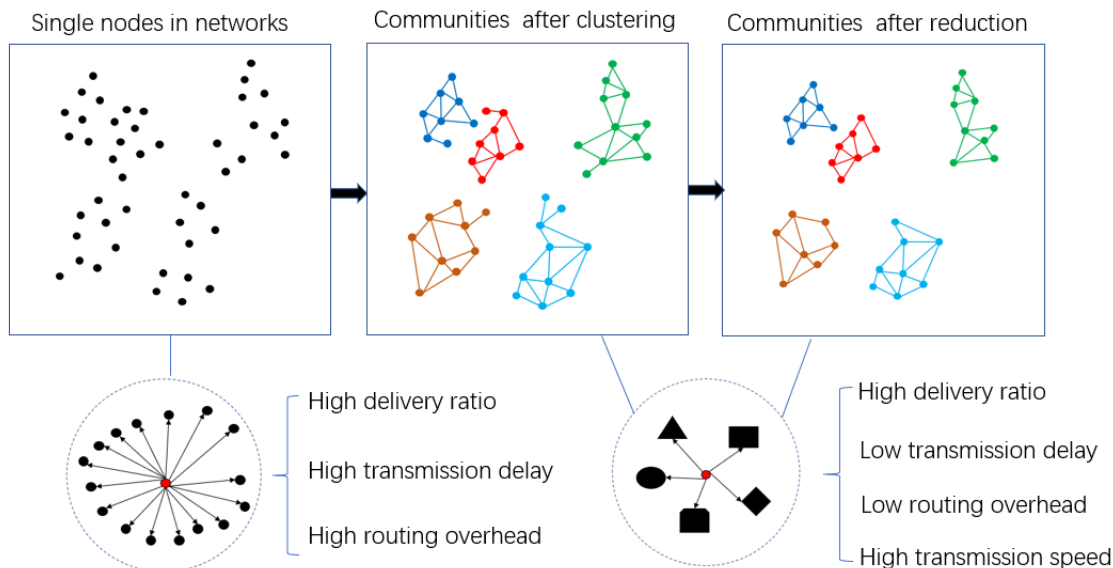 Single nodes in networks
Communities after clustering
Communities after reduction
High delivery ratio
High transmission delay
High routing overhead
High delivery ratio
Low transmission delay
Low routing overhead
High transmission speed